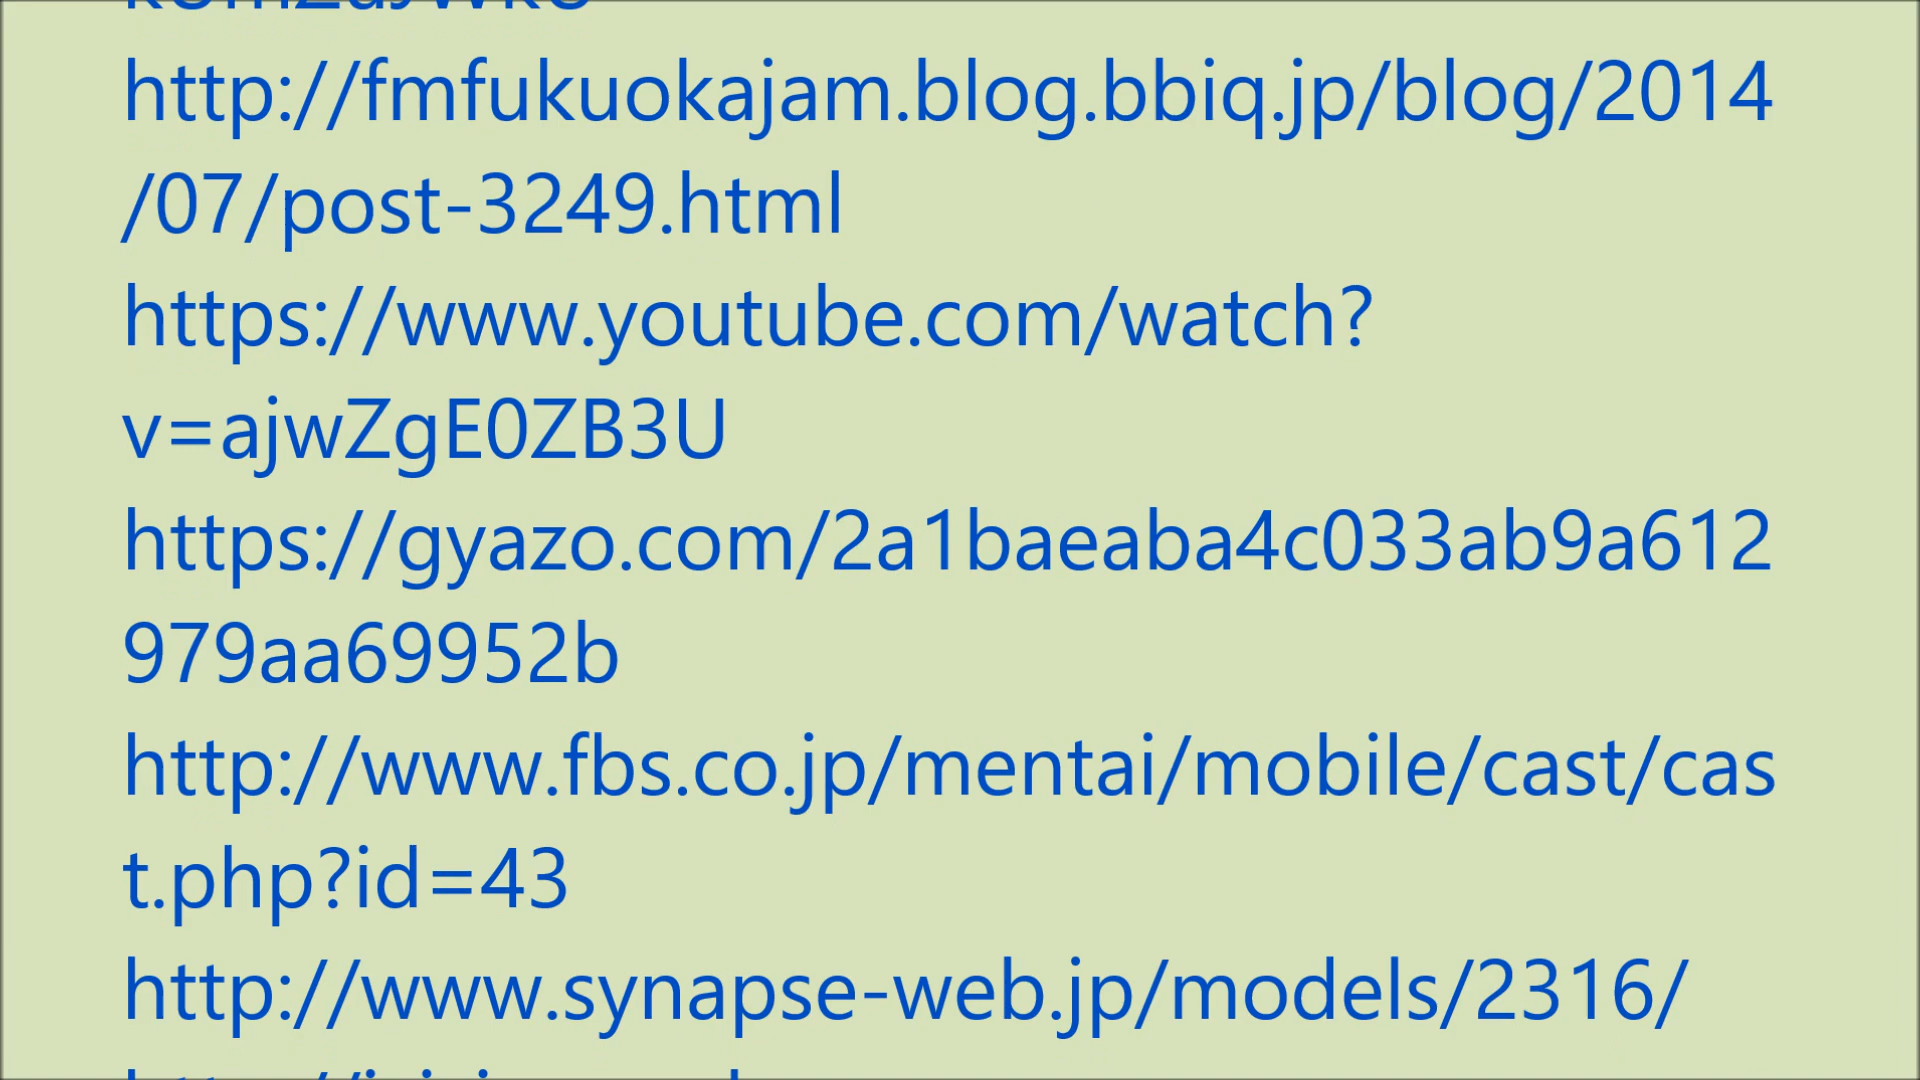 http://fmfukuokajam.blog.bbiq.jp/blog/2014
/07/post-3249.html
https://www.youtube.com/watch?
v=ajwZgE0ZB3U
https://gyazo.com/2a1baeaba4c033ab9a612
979aa69952b
http://www.fbs.co.jp/mentai/mobile/cast/cas
t.php?id=43
http://www.synapse-web.jp/models/2316/